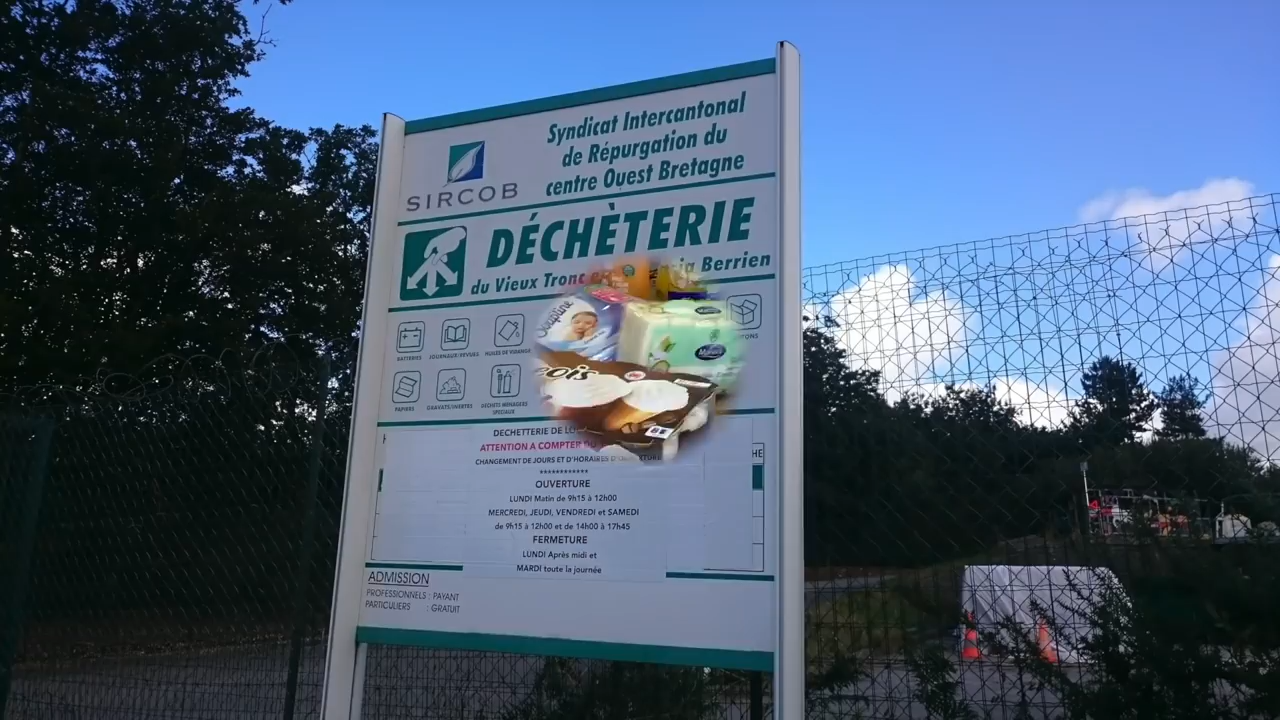 Syndicat Intercantonal
de Répurgation du
centre Ouest Bretagne
SIRCOB
DÉCHÈTERIE
du Vieux Tronc
Berrien
BATTERIES
JOURNAUX/REVUES
HUILES DE VIDANGE
PAPIERS
GRAVATS/INERTES
DÉCHETS MÉNAGERS
SPÉCIAUX
DECHETTERIE DE
ATTENTION A COMPTER DU
CHANGEMENT DE JOURS ET D'HORAIRES
************
OUVERTURE
LUNDI Matin de 9h15 à 12h00
MERCREDI, JEUDI, VENDREDI et SAMEDI
de 9h15 à 12h00 et de 14h00 à 17h45
FERMETURE
LUNDI Après midi et
MARDI toute la journée
ADMISSION
PROFESSIONNELS : PAYANT
PARTICULIERS : GRATUIT